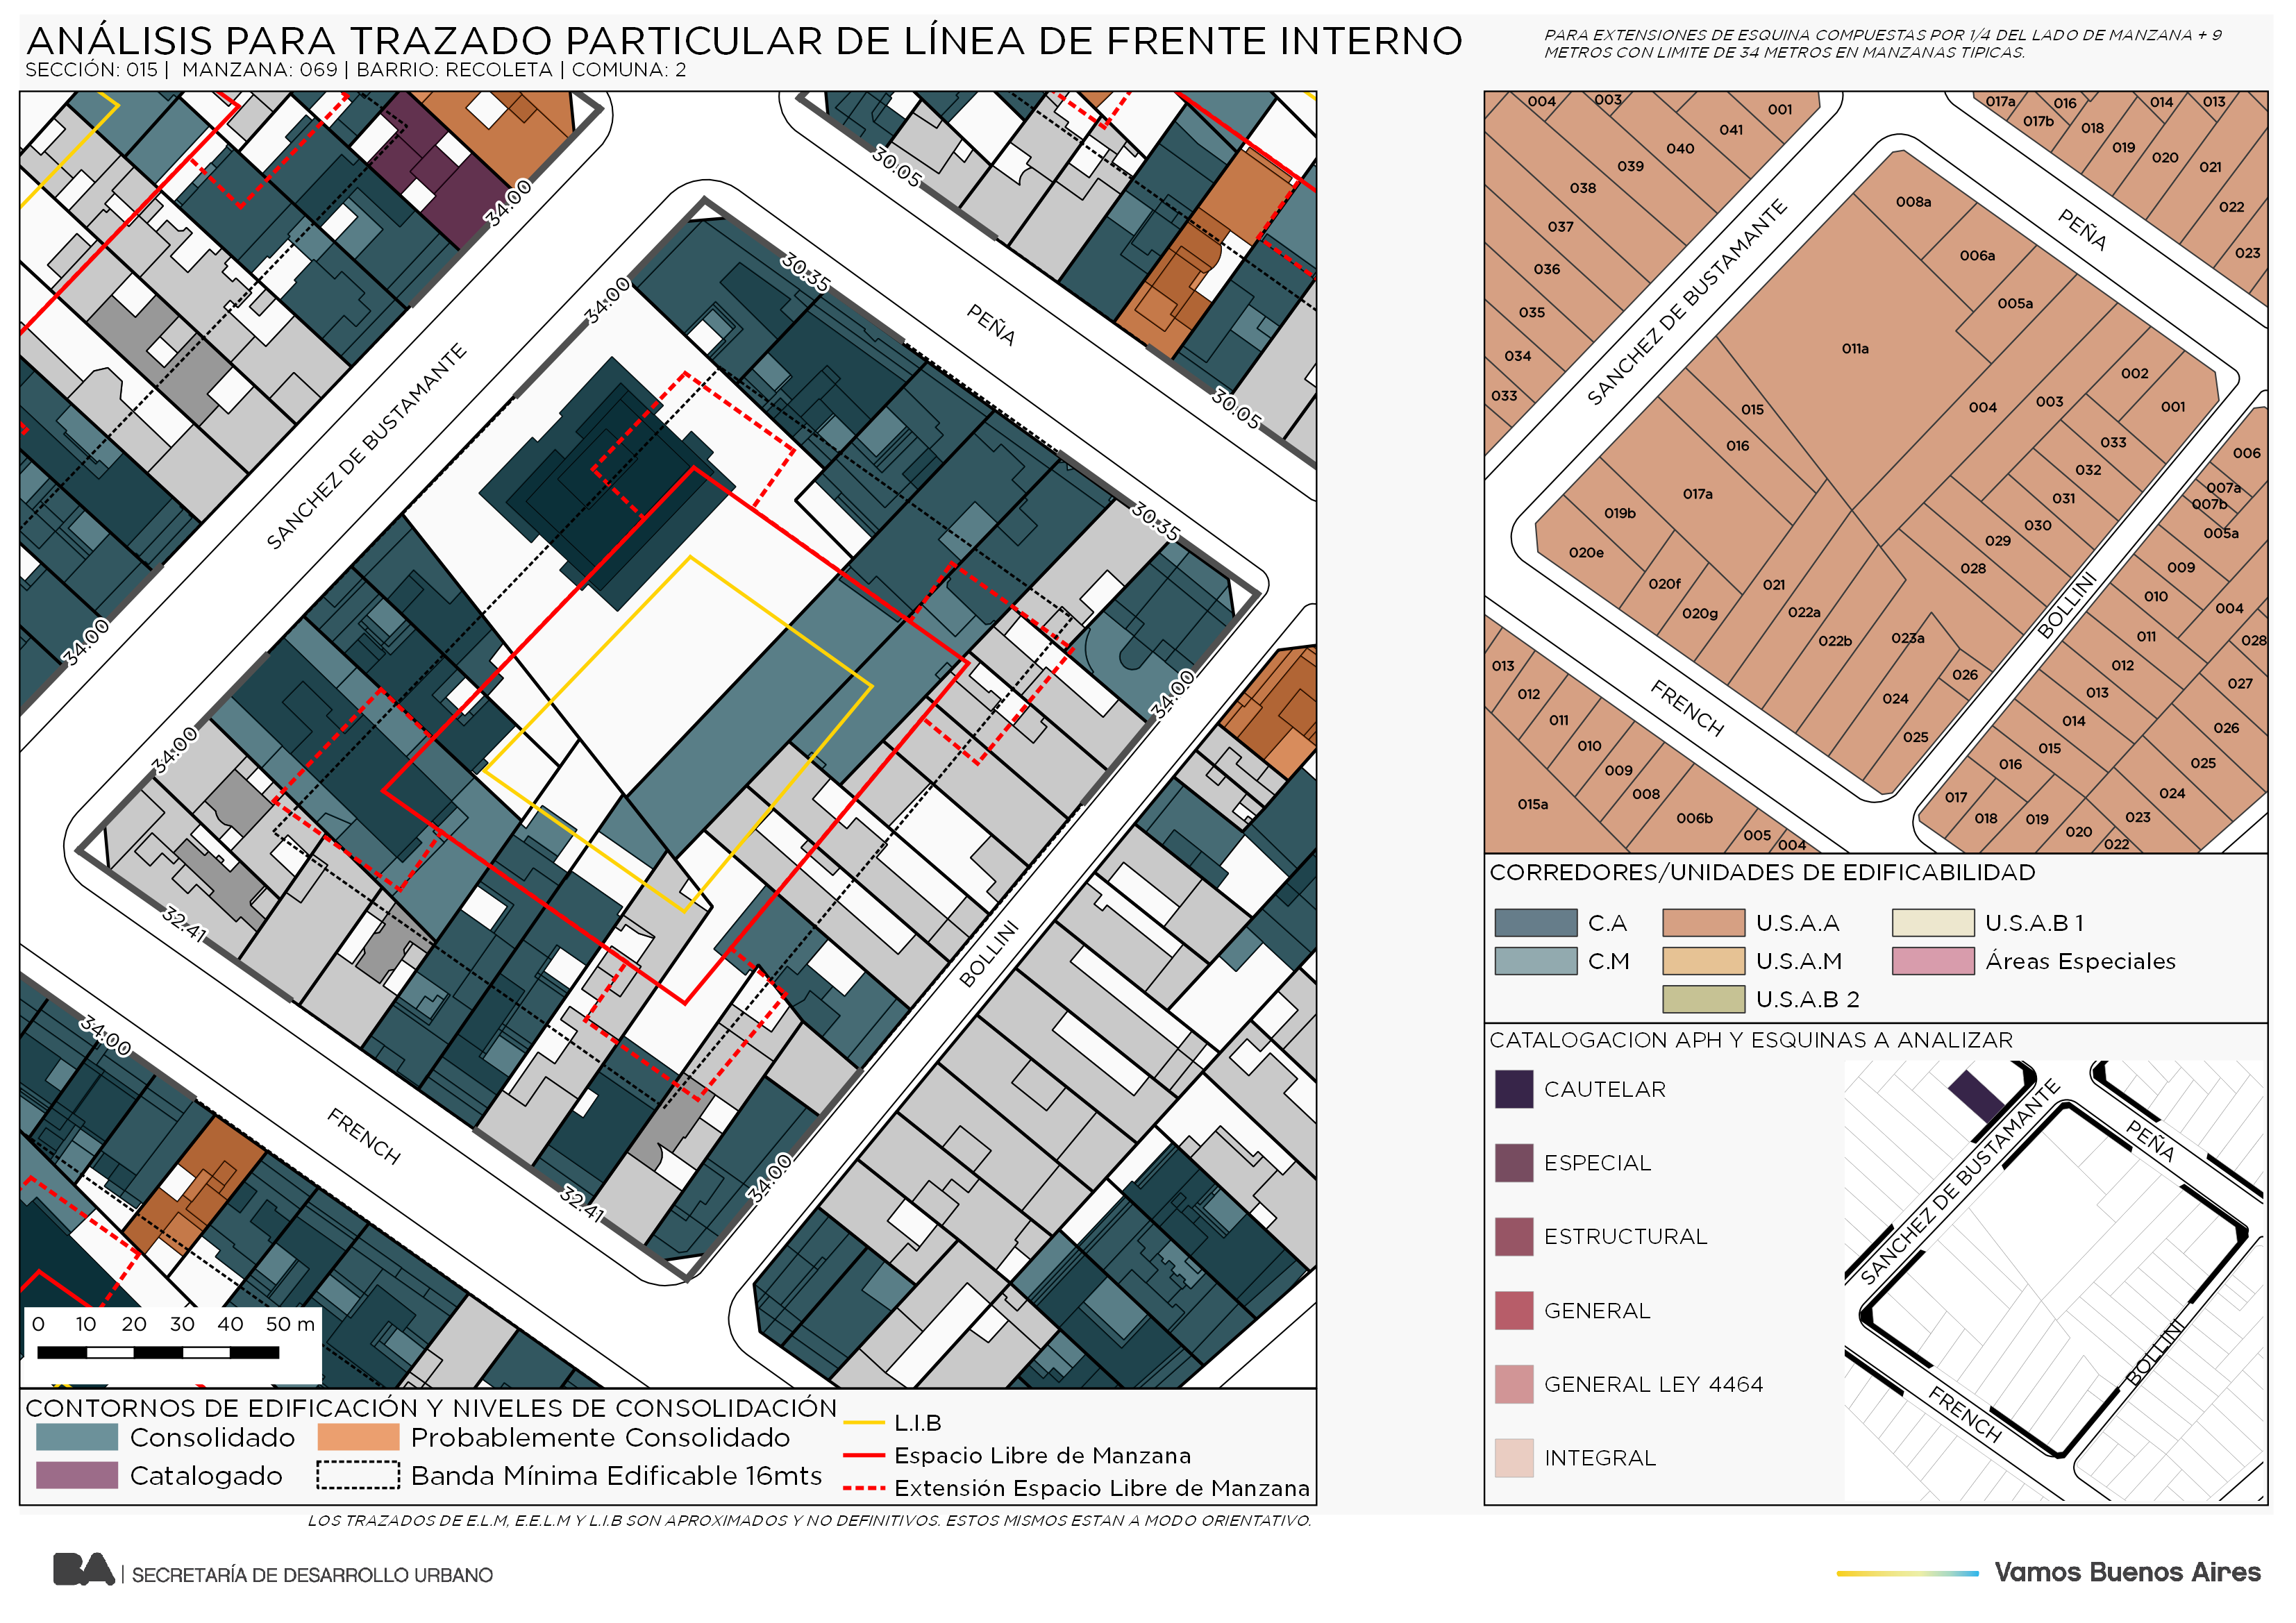 ANÁLISIS PARA TRAZADO PARTICULAR DE LÍNEA DE FRENTE INTERNO
SECCIÓN: 015 | MANZANA: 069 | BARRIO: RECOLETA | COMUNA: 2
PARA EXTENSIONES DE ESQUINA COMPUESTAS POR 1/4 DEL LADO DE MANZANA + 9
METROS CON LIMITE DE 34 METROS EN MANZANAS TIPICAS.
30.05
34.00
34.00
30.35
PEÑA
30.05
SANCHEZ DE BUSTAMANTE
30.35
34.00
34.00
34.00
32.41
BOLLINI
34.00
FRENCH
34.00
32.41
0 10 20 30 40 50 m
CONTORNOS DE EDIFICACIÓN Y NIVELES DE CONSOLIDACIÓN
Consolidado
Probablemente Consolidado
Catalogado
Banda Mínima Edificable 16mts
L.I.B
Espacio Libre de Manzana
Extensión Espacio Libre de Manzana
LOS TRAZADOS DE E.L.M, E.E.L.M Y L.I.B SON APROXIMADOS Y NO DEFINITIVOS. ESTOS MISMOS ESTAN A MODO ORIENTATIVO.
004
003
001
041
040
039
038
037
036
035
034
033
017a
016
014
013
017b
018
019
020
021
022
023
SANCHEZ DE BUSTAMANTE
PEÑA
008a
006a
005a
011a
002
001
003
004
033
032
031
030
029
028
015
016
017a
019b
020e
020f
020g
021
022a
022b
023a
024
026
025
FRENCH
BOLLINI
006
007a
007b
005a
009
010
004
011
028
012
027
013
014
026
015
025
016
024
017
018
019
023
020
022
013
012
011
010
009
008
015a
006b
005
004
CORREDORES/UNIDADES DE EDIFICABILIDAD
C.A
U.S.A.A
U.S.A.B 1
C.M
U.S.A.M
Áreas Especiales
U.S.A.B 2
CATALOGACION APH Y ESQUINAS A ANALIZAR
CAUTELAR
ESPECIAL
ESTRUCTURAL
GENERAL
GENERAL LEY 4464
INTEGRAL
SANCHEZ DE BUSTAMANTE
PEÑA
BOLLINI
FRENCH
BA | SECRETARÍA DE DESARROLLO URBANO
Vamos Buenos Aires